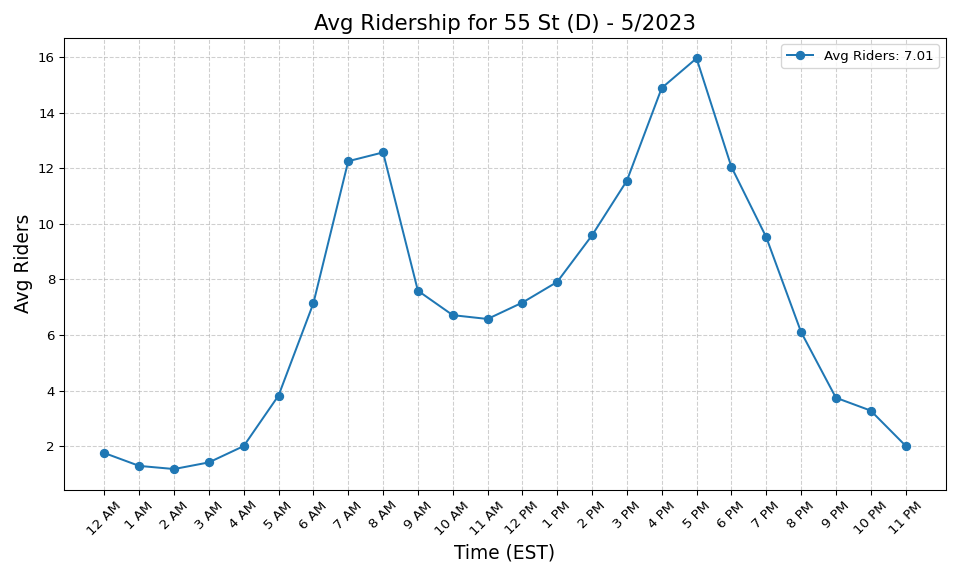 Avg Ridership for 55 St (D) - 5/2023
Avg Riders: 7.01
16
14
12
10
8
6
4
2
Avg Riders
12 AM
1 AM
2 AM
3 AM
4 AM
5 AM
6 AM
7 AM
8 AM
9 AM
10 AM
11 AM
12 PM
1 PM
2 PM
3 PM
4 PM
5 PM
6 PM
7 PM
8 PM
9 PM
10 PM
11 PM
Time (EST)